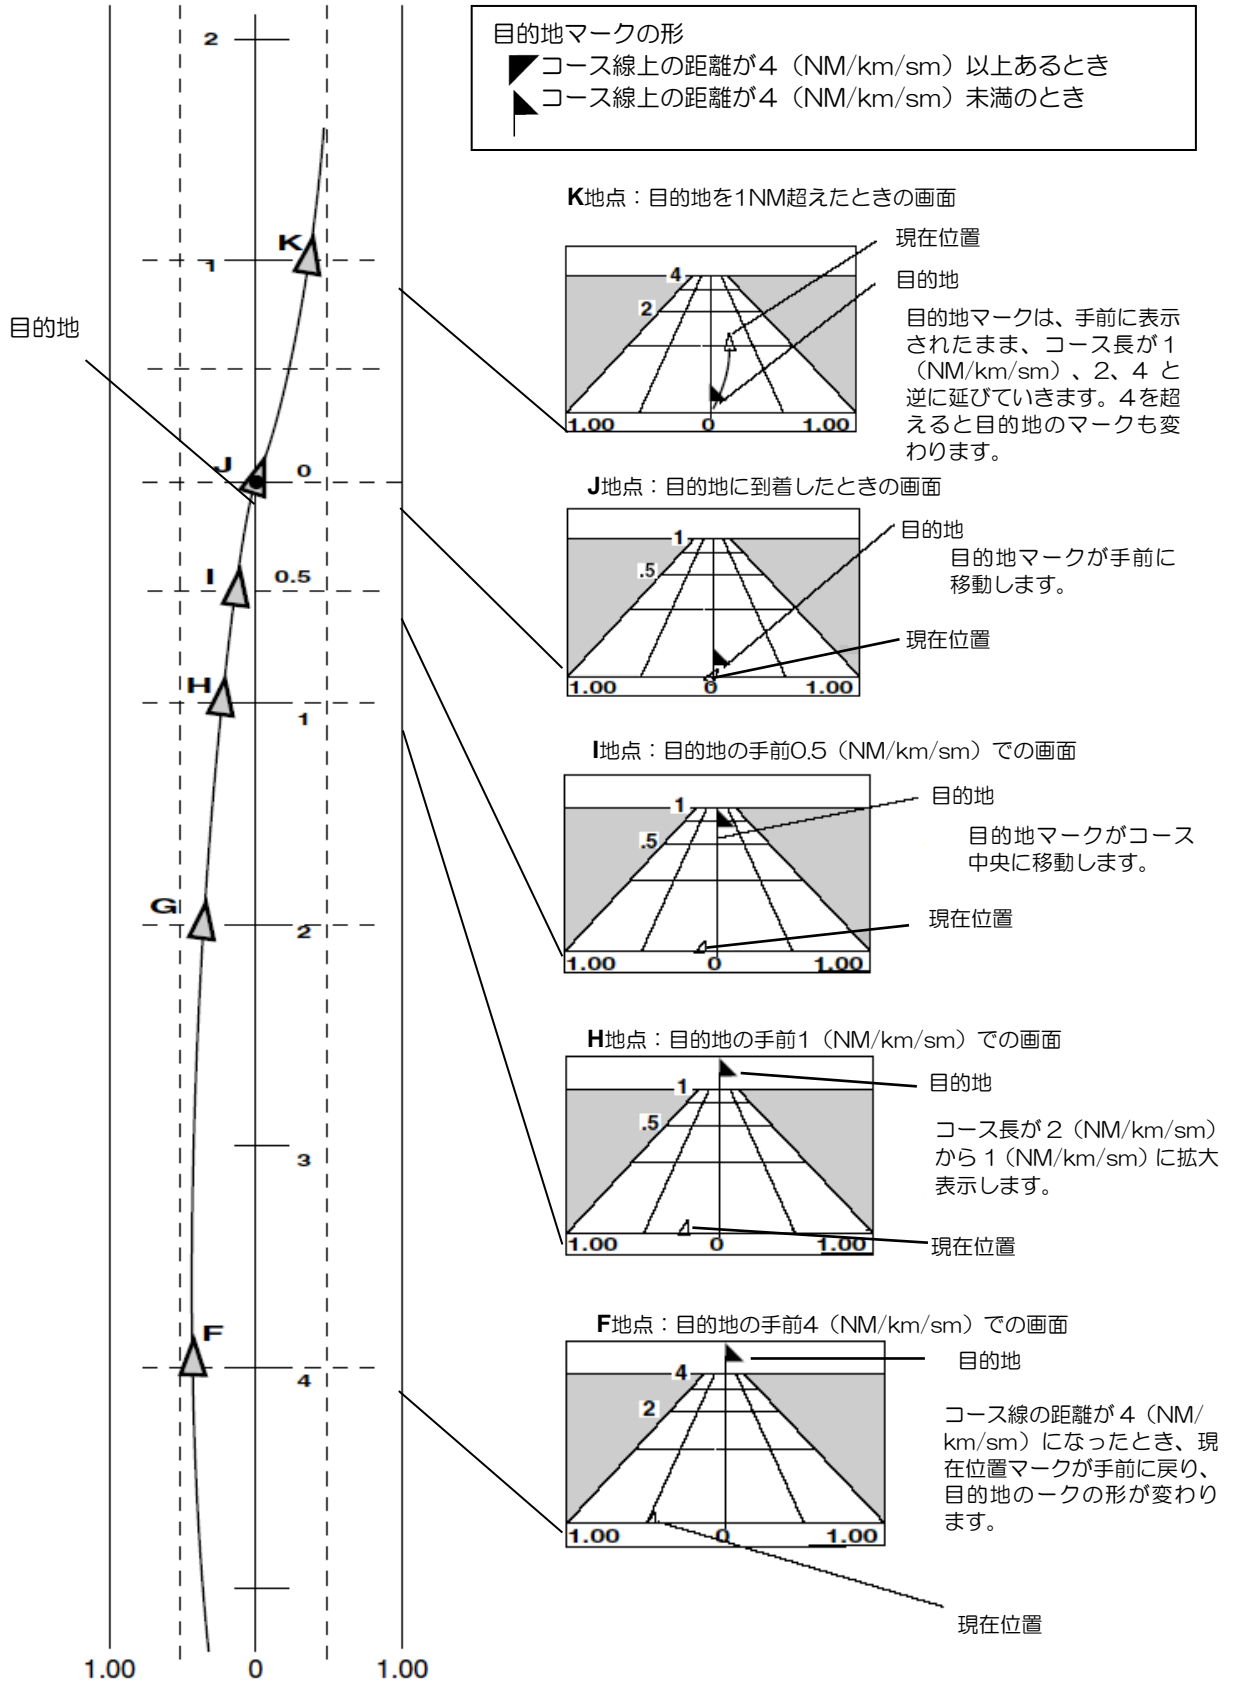 目的地マークの形
コース線上の距離が4（NM/km/sm）以上あるとき
コース線上の距離が4（NM/km/sm）未満のとき
2
K
1
目的地
J
0
I
0.5
H
1
G
2
3
F
4
1.00 0 1.00
K地点：目的地を1NM超えたときの画面
4
2
1.00 0 1.00
現在位置
目的地
目的地マークは、手前に表示
されたまま、コース長が1
（NM/km/sm）、2、4 と
逆に延びていきます。4を超
えると目的地のマークも変
わります。
J地点：目的地に到着したときの画面
1
.5
1.00 0 1.00
目的地
目的地マークが手前に
移動します。
現在位置
I地点：目的地の手前0.5（NM/km/sm）での画面
1
.5
1.00 0 1.00
目的地
目的地マークがコース
中央に移動します。
現在位置
H地点：目的地の手前1（NM/km/sm）での画面
1
.5
1.00 0 1.00
目的地
コース長が2（NM/km/sm）
から1（NM/km/sm）に拡大
表示します。
現在位置
F地点：目的地の手前4（NM/km/sm）での画面
4
2
1.00 0 1.00
目的地
コース線の距離が4（NM/
km/sm）になったとき、現
在位置マークが手前に戻り、
目的地のークの形が変わり
ます。
現在位置